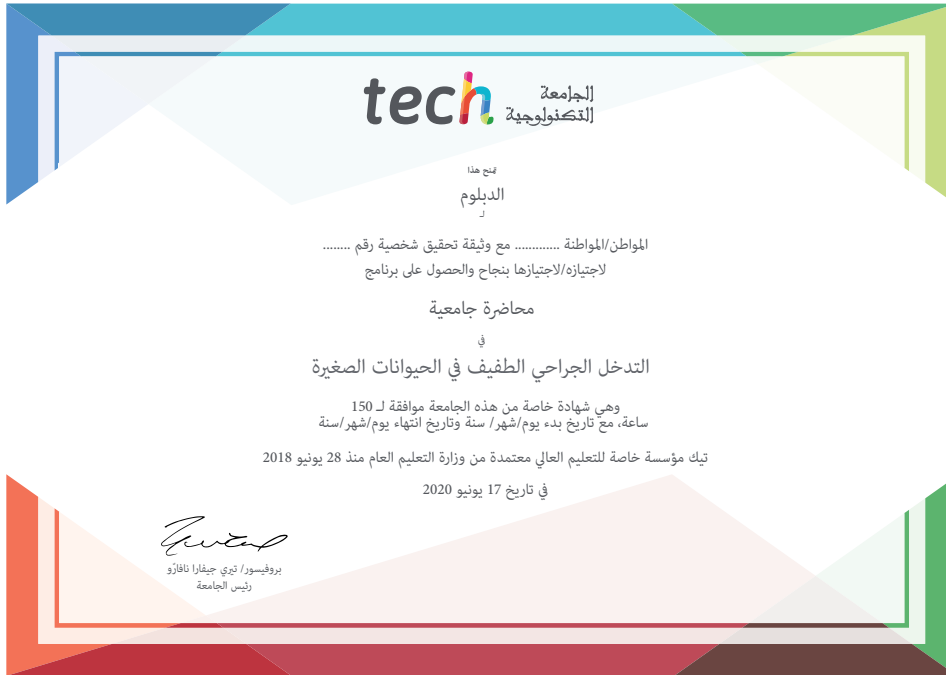 tech الجامعة
التكنولوجية
تمنح هذا
الدبلوم
لـ
المواطن/المواطنة ............ مع وثيقة تحقيق شخصية رقم ........
لاجتيازه/لاجتيازها بنجاح والحصول على برنامج
محاضرة جامعية
في
التدخل الجراحي الطفيف في الحيوانات الصغيرة
وهي شهادة خاصة من هذه الجامعة موافقة لـ 150
ساعة، مع تاريخ بدء يوم/شهر/ سنة وتاريخ انتهاء يوم/شهر/سنة
تيك مؤسسة خاصة للتعليم العالي معتمدة من وزارة التعليم العام منذ 28 يونيو 2018
في تاريخ 17 يونيو 2020
بروفيسور/ تيري جيفارا نافارّو
رئيس الجامعة